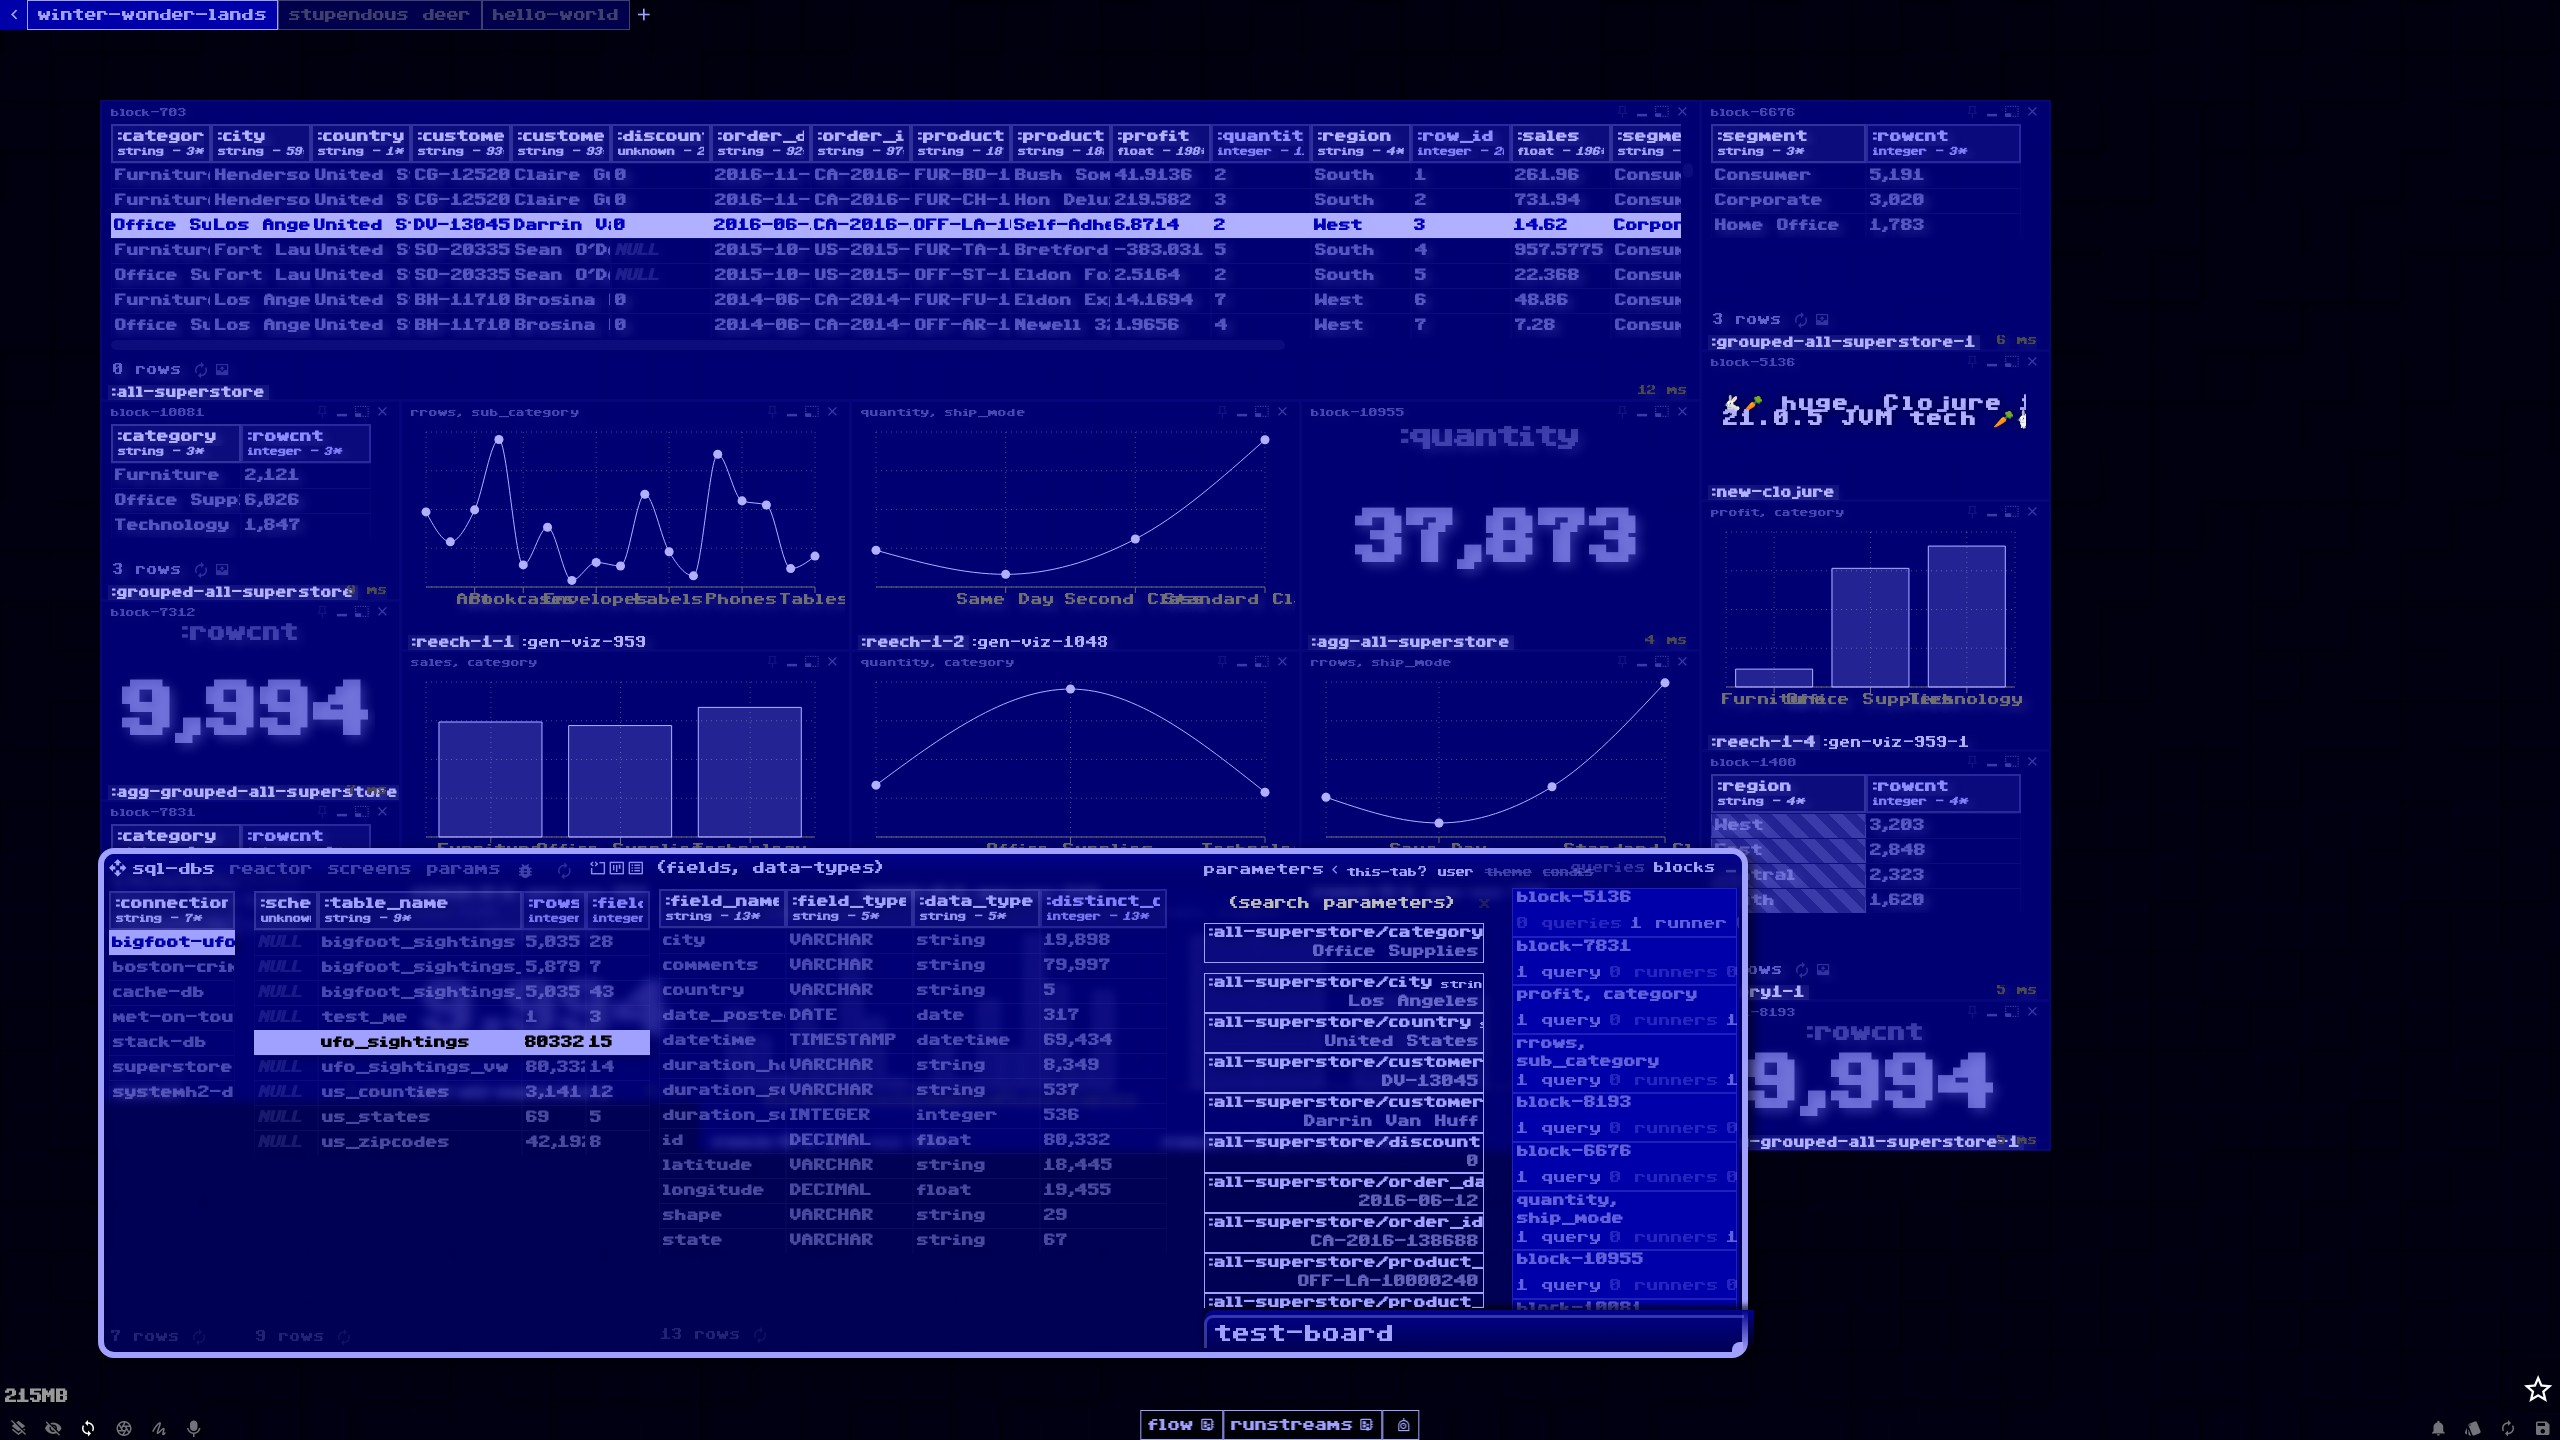 winter-wonder-lands stupendous deer hello-world +
block-703
:categor :city :country :custome :custome :discoun :order_d :order_i :product :product :profit :quantit :region :row_id :sales :segme
string - 3* string - 59 string - 1* string - 93 string - 93 unknown - 2 string - 92 string - 97 string - 18 string - 18 float - 198 integer - 1 string - 4* integer - 2 float - 196 string -
Furnitur Henderso United S CG-12520 Claire Gu 0 2016-11- CA-2016- FUR-BO-1 Bush Som 41.9136 2 South 1 261.96 Consum
Furnitur Henderso United S CG-12520 Claire Gu 0 2016-11- CA-2016- FUR-CH-1 Hon Delu 219.582 3 South 2 731.94 Consum
Office Su Los Ange United S DV-13045 Darrin Va 0 2016-06- CA-2016- OFF-LA-1 Self-Adhe 6.8714 2 West 3 14.62 Corpor
Furnitur Fort Lau United S SO-20335 Sean O'Do NULL 2015-10- US-2015- FUR-TA-1 Bretford -383.031 5 South 4 957.5775 Consum
Office Su Fort Lau United S SO-20335 Sean O'Do NULL 2015-10- US-2015- OFF-ST-1 Eldon Fo 2.5164 2 South 5 22.368 Consum
Furnitur Los Ange United S BH-11710 Brosina 0 2014-06- CA-2014- FUR-FU-1 Eldon Ex 14.1694 7 West 6 48.86 Consum
Office Su Los Ange United S BH-11710 Brosina 0 2014-06- CA-2014- OFF-AR-1 Newell 32 1.9656 4 West 7 7.28 Consum
0 rows
:all-superstore 12 ms
block-6676
:segment :rowcnt
string - 3* integer - 3*
Consumer 5,191
Corporate 3,020
Home Office 1,783
3 rows
:grouped-all-superstore-1 6 ms
block-5136
🐇🥕 huge, Clojure
21.0.5 JVM tech 🥕
:new-clojure
block-10081
:category :rowcnt
string - 3* integer - 3*
Furniture 2,121
Office Supp 6,026
Technology 1,847
3 rows
:grouped-all-superstore ms
rrows, sub_category
Art Bookcases Envelopes Labels Phones Tables
:reech-1-1 :gen-viz-959
quantity, ship_mode
Same Day Second Class Standard Cl
:reech-1-2 :gen-viz-1048
block-10955
:quantity
37,873
:agg-all-superstore 4 ms
profit, category
Furniture Office Supplies Technology
:reech-1-4 :gen-viz-959-1
block-7312
:rowcnt
9,994
:agg-grouped-all-superstore
sales, category
Furniture Office Supplies Technology
quantity, category
Office Supplies Technolo
rrows, ship_mode
Same Day Standard Cl
block-7831
:category :rowcnt
block-1400
:region :rowcnt
string - 4* integer - 4*
West 3,203
East 2,848
tral 2,323
th 1,620
ows
ry1-1 5 ms
-8193
:rowcnt
9,994
-grouped-all-superstore-1 ms
sql-dbs reactor screens params
(fields, data-types)
:connection
string - 7*
bigfoot-ufo
boston-crim
cache-db
met-on-tou
stack-db
superstore
systemh2-d
7 rows
:sche :table_name :rows :field
unknow string - 9* integer integer
NULL bigfoot_sightings 5,035 28
NULL bigfoot_sightings_ 5,879 7
NULL bigfoot_sightings_ 5,035 43
NULL test_me 1 3
ufo_sightings 80332 15
NULL ufo_sightings_vw 80,332 14
NULL us_counties 3,141 12
NULL us_states 69 5
NULL us_zipcodes 42,192 8
9 rows
:field_name :field_type :data_type :distinct_c
string - 13* string - 5* string - 5* integer - 13*
city VARCHAR string 19,898
comments VARCHAR string 79,997
country VARCHAR string 5
date_poste DATE date 317
datetime TIMESTAMP datetime 69,434
duration_h VARCHAR string 8,349
duration_s VARCHAR string 537
duration_s INTEGER integer 536
id DECIMAL float 80,332
latitude VARCHAR string 18,445
longitude DECIMAL float 19,455
shape VARCHAR string 29
state VARCHAR string 67
13 rows
parameters < this-tab? user theme condis
(search parameters)
:all-superstore/category
Office Supplies
:all-superstore/city strin
Los Angeles
:all-superstore/country
United States
:all-superstore/customer
DV-13045
:all-superstore/customer
Darrin Van Huff
:all-superstore/discount
0
:all-superstore/order_da
2016-06-12
:all-superstore/order_id
CA-2016-138688
:all-superstore/product_
OFF-LA-10000240
:all-superstore/product_
queries blocks
block-5136
0 queries 1 runner
block-7831
1 query 0 runners 0
profit, category
1 query 0 runners 1
rrows,
sub_category
1 query 0 runners 1
block-8193
1 query 0 runners 0
block-6676
1 query 0 runners 0
quantity,
ship_mode
1 query 0 runners 1
block-10955
1 query 0 runners 0
block-10081
test-board
215MB
flow runstreams